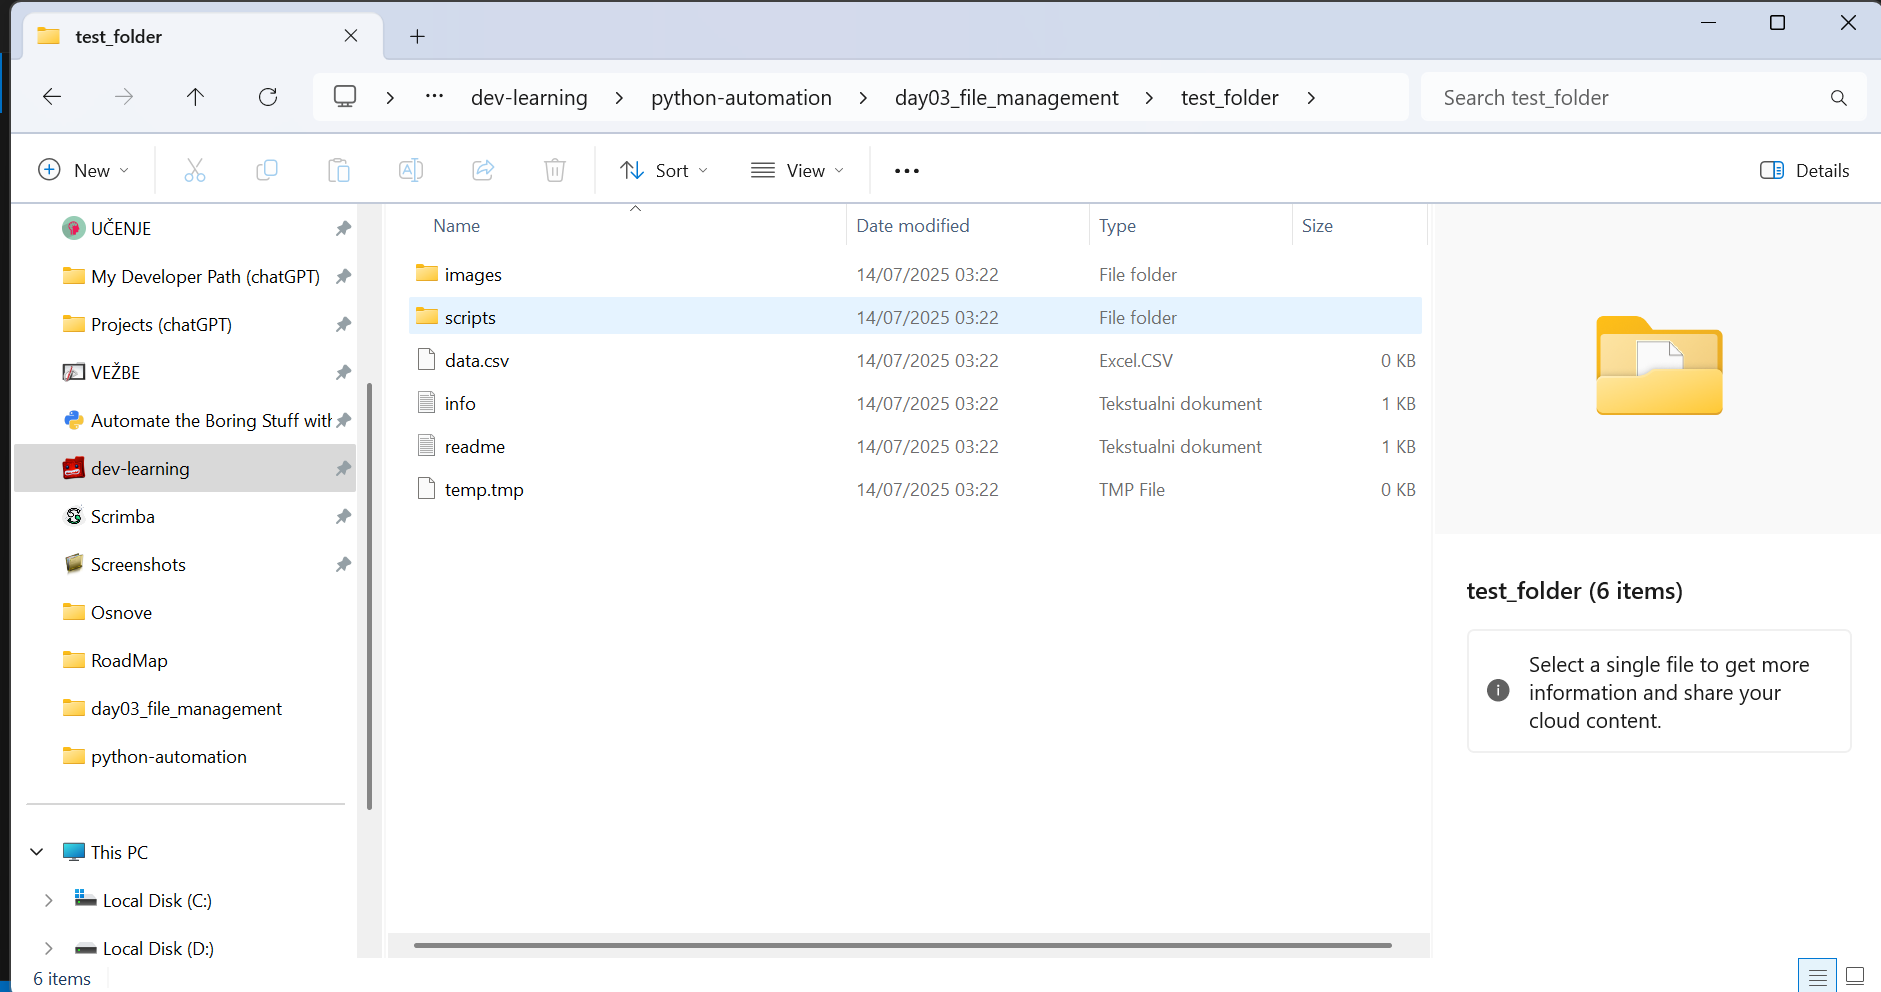 test_folder
dev-learning
python-automation
day03_file_management
test_folder
Search test_folder
New
Sort
View
Details
UČENJE
My Developer Path (chatGPT)
Projects (chatGPT)
VEŽBE
Automate the Boring Stuff with
dev-learning
Scrimba
Screenshots
Osnove
RoadMap
day03_file_management
python-automation
This PC
Local Disk (C:)
Local Disk (D:)
6 items
Name Date modified Type Size
images 14/07/2025 03:22 File folder
scripts 14/07/2025 03:22 File folder
data.csv 14/07/2025 03:22 Excel.CSV 0 KB
info 14/07/2025 03:22 Tekstualni dokument 1 KB
readme 14/07/2025 03:22 Tekstualni dokument 1 KB
temp.tmp 14/07/2025 03:22 TMP File 0 KB
test_folder (6 items)
Select a single file to get more
information and share your
cloud content.